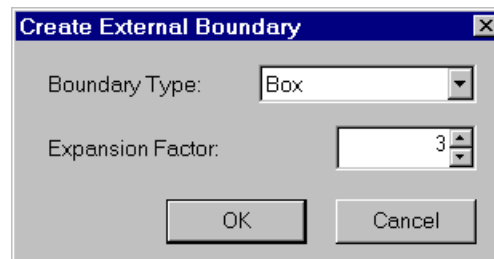 Create External Boundary
Boundary Type: Box
Expansion Factor: 3
OK Cancel